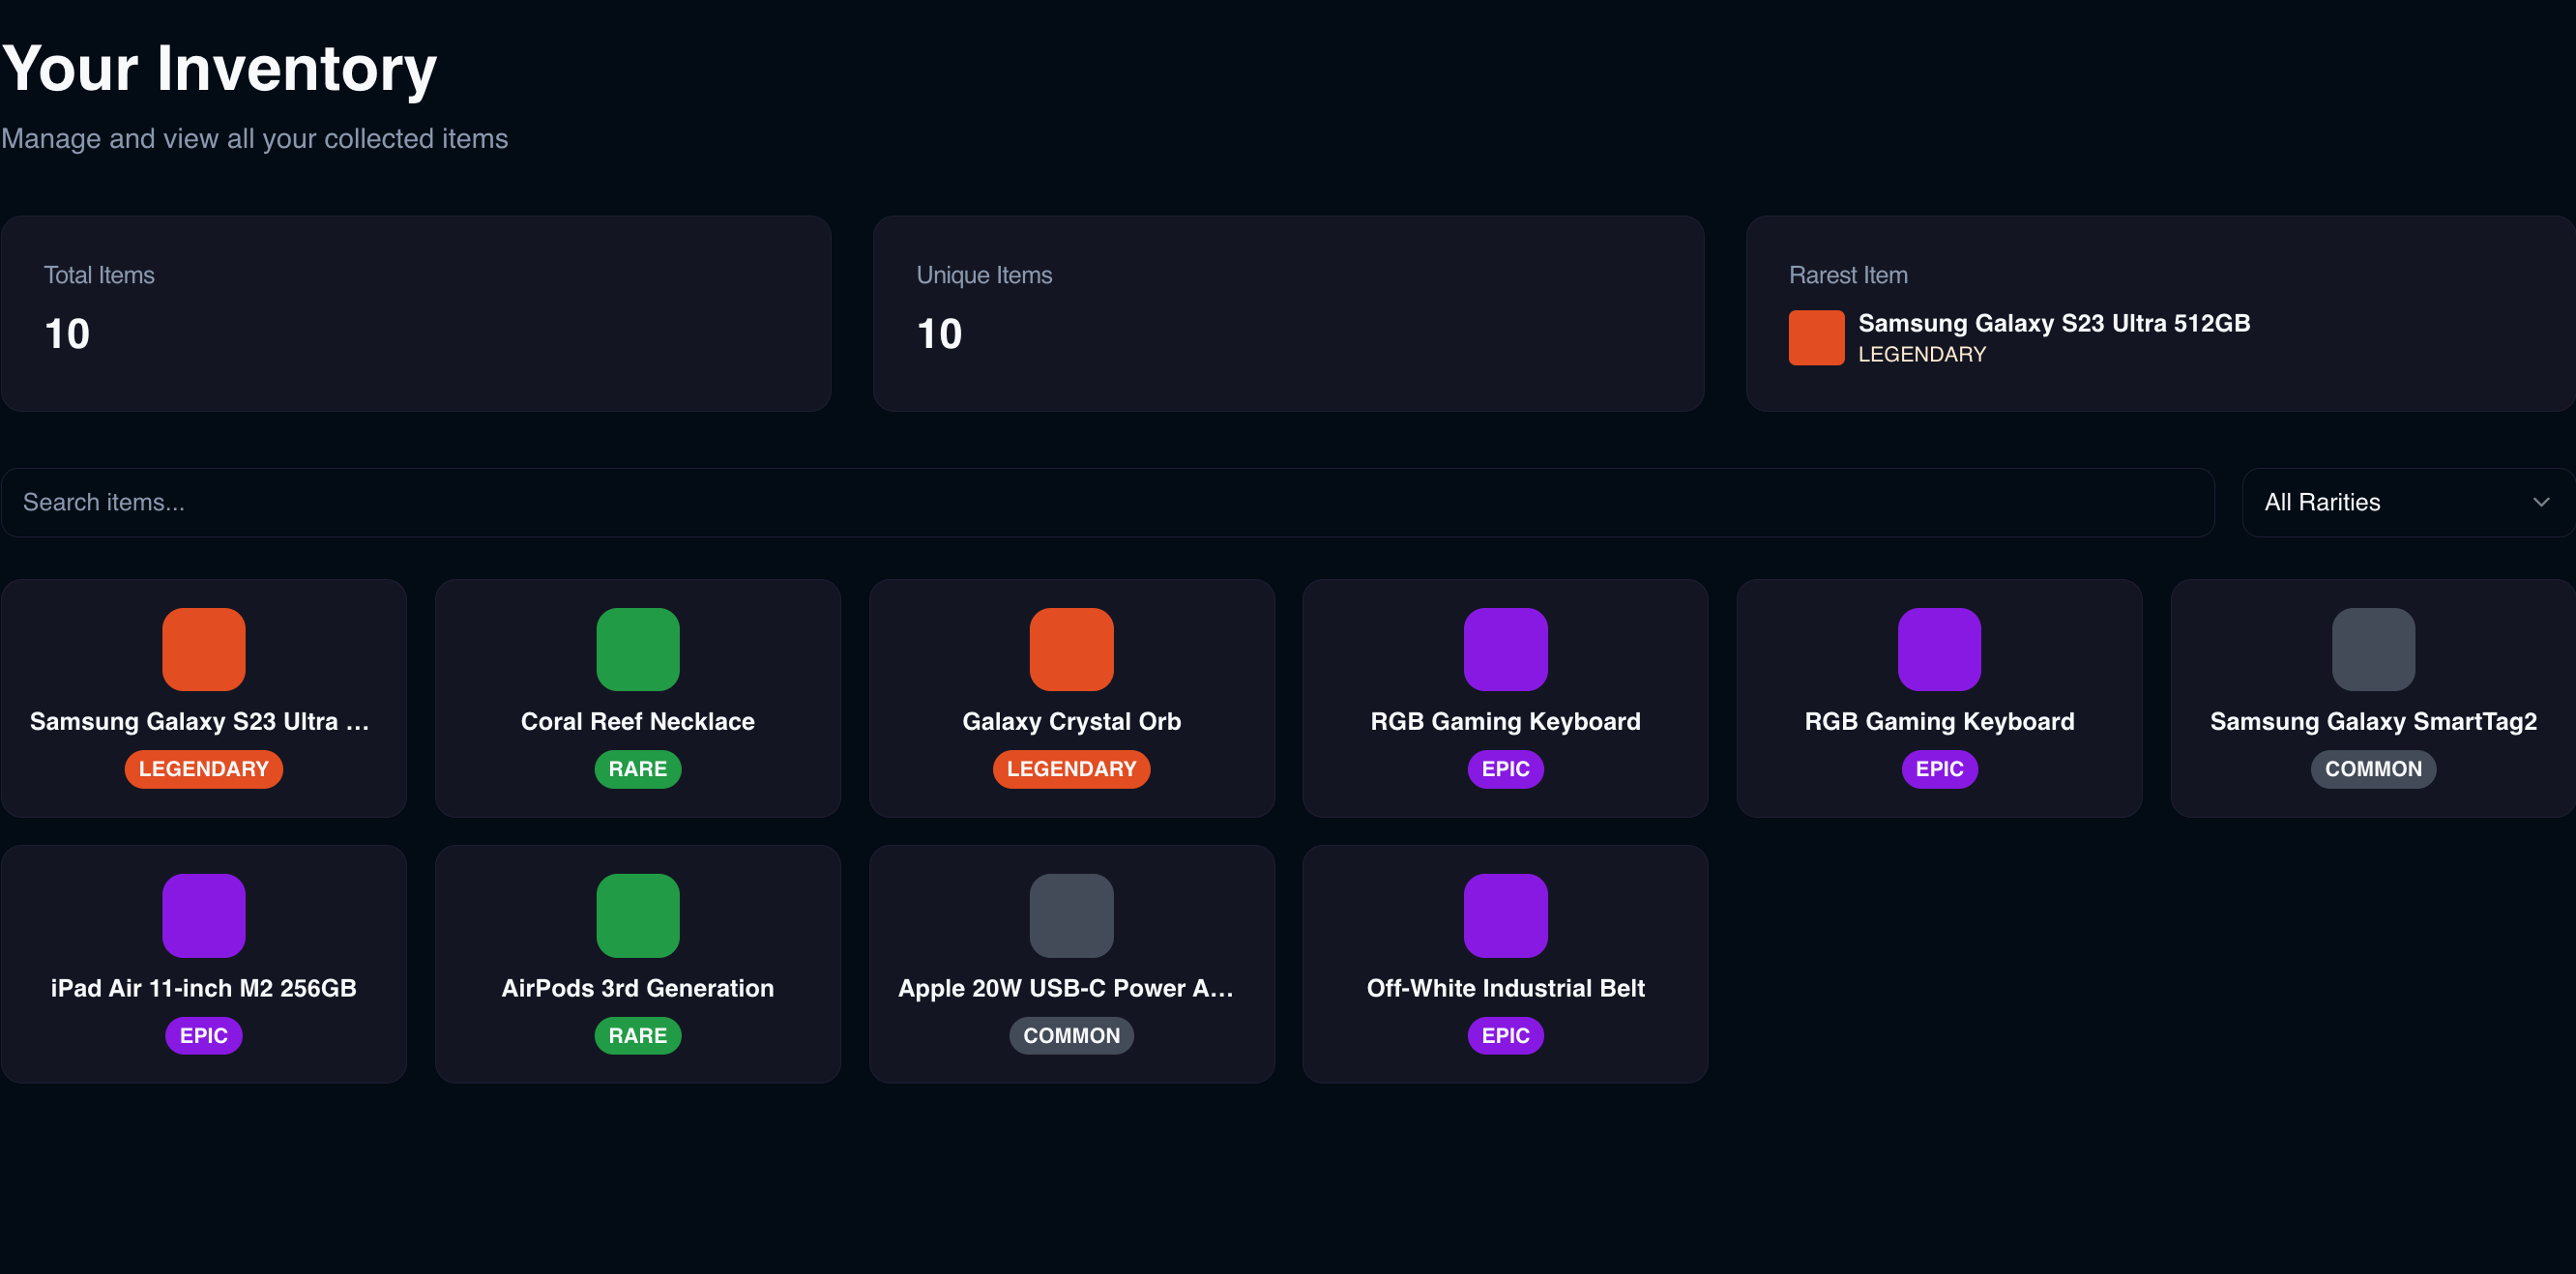 Your Inventory
Manage and view all your collected items
Total Items
10
Unique Items
10
Rarest Item
Samsung Galaxy S23 Ultra 512GB
LEGENDARY
Search items...
All Rarities
Samsung Galaxy S23 Ultra ...
LEGENDARY
Coral Reef Necklace
RARE
Galaxy Crystal Orb
LEGENDARY
RGB Gaming Keyboard
EPIC
RGB Gaming Keyboard
EPIC
Samsung Galaxy SmartTag2
COMMON
iPad Air 11-inch M2 256GB
EPIC
AirPods 3rd Generation
RARE
Apple 20W USB-C Power A...
COMMON
Off-White Industrial Belt
EPIC